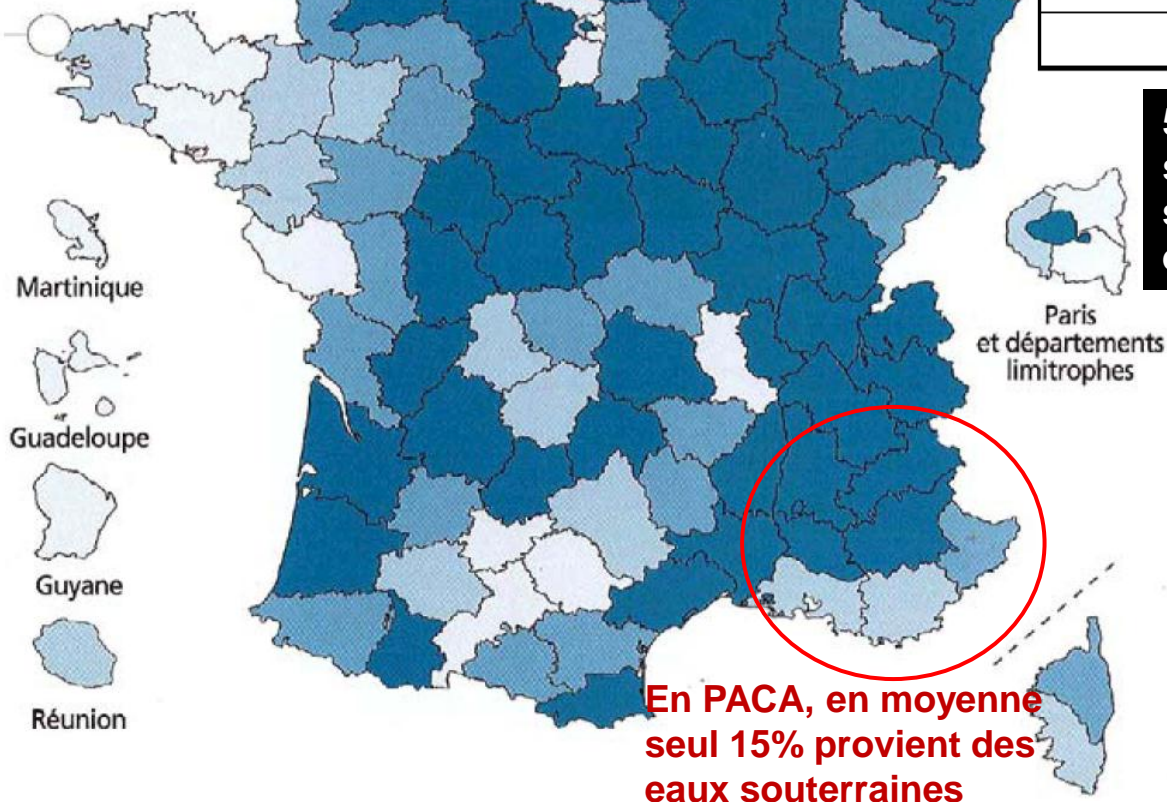 Martinique
Guadeloupe
Guyane
Réunion
Paris
et départements
limitrophes
En PACA, en moyenne
seul 15% provient des
eaux souterraines